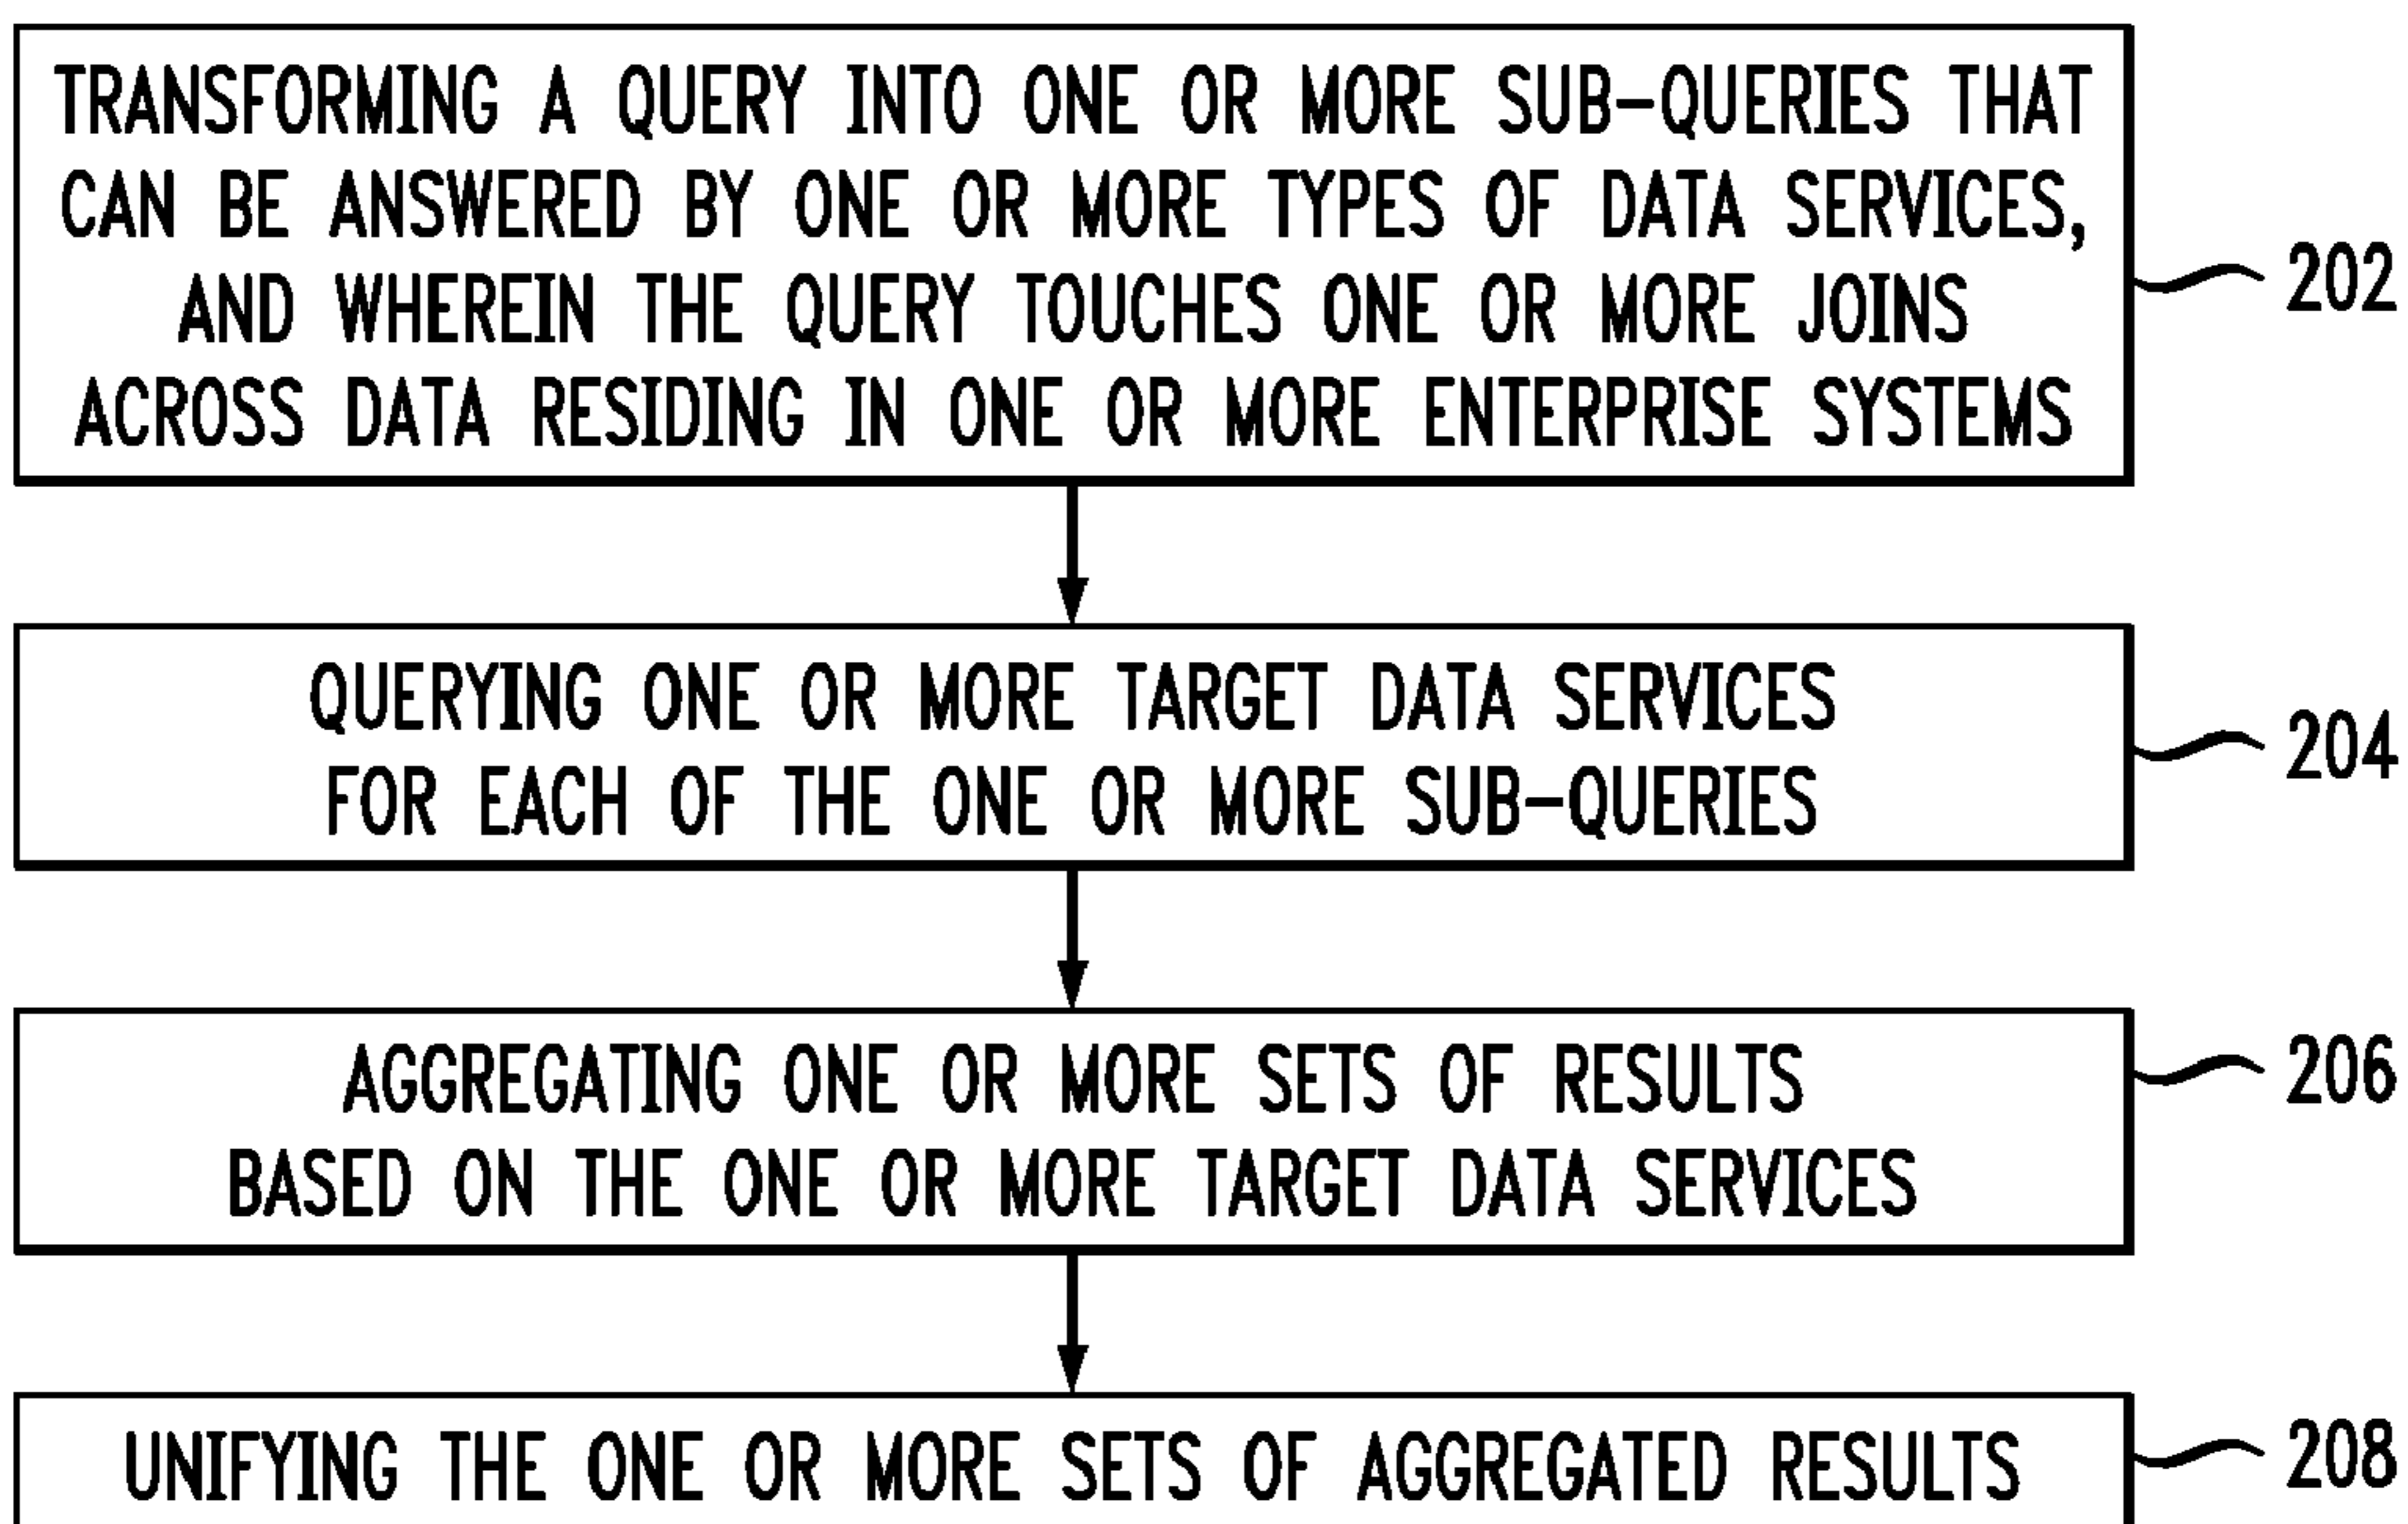 TRANSFORMING A QUERY INTO ONE OR MORE SUB-QUERIES THAT
CAN BE ANSWERED BY ONE OR MORE TYPES OF DATA SERVICES,
AND WHEREIN THE QUERY TOUCHES ONE OR MORE JOINS
ACROSS DATA RESIDING IN ONE OR MORE ENTERPRISE SYSTEMS
202
QUERYING ONE OR MORE TARGET DATA SERVICES
FOR EACH OF THE ONE OR MORE SUB-QUERIES
204
AGGREGATING ONE OR MORE SETS OF RESULTS
BASED ON THE ONE OR MORE TARGET DATA SERVICES
206
UNIFYING THE ONE OR MORE SETS OF AGGREGATED RESULTS
208